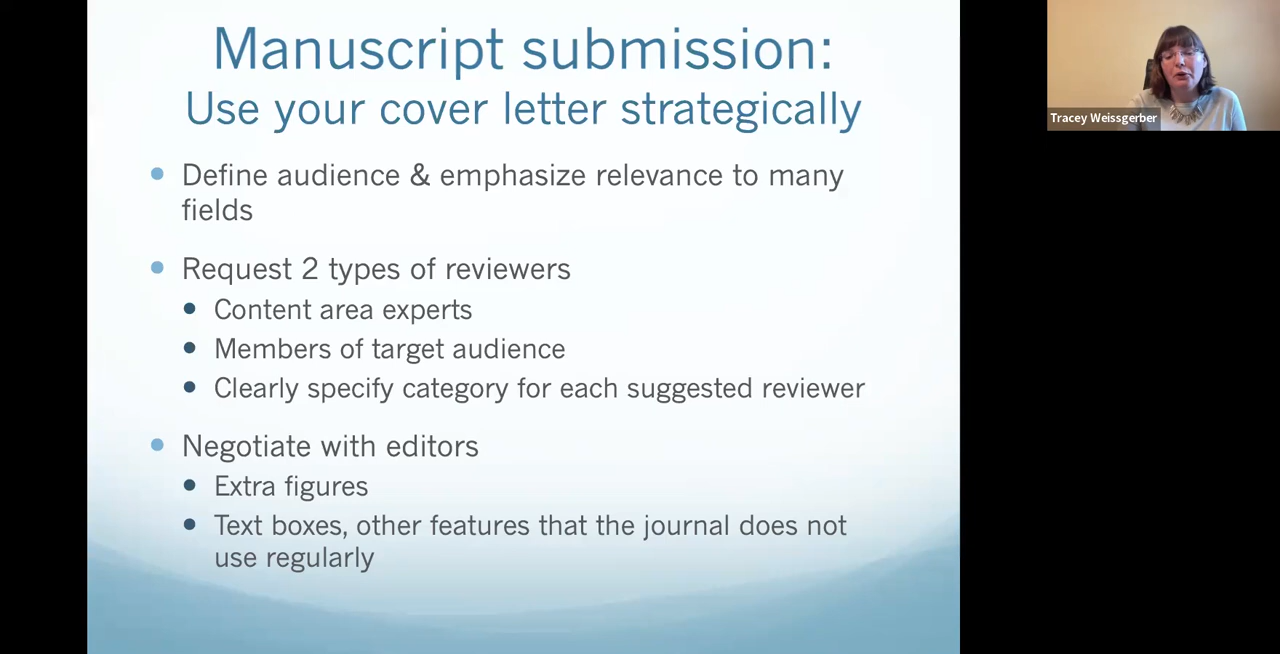 Manuscript submission:
Use your cover letter strategically
Define audience & emphasize relevance to many
fields
Request 2 types of reviewers
Content area experts
Members of target audience
Clearly specify category for each suggested reviewer
Negotiate with editors
Extra figures
Text boxes, other features that the journal does not
use regularly
Tracey Weissgerber